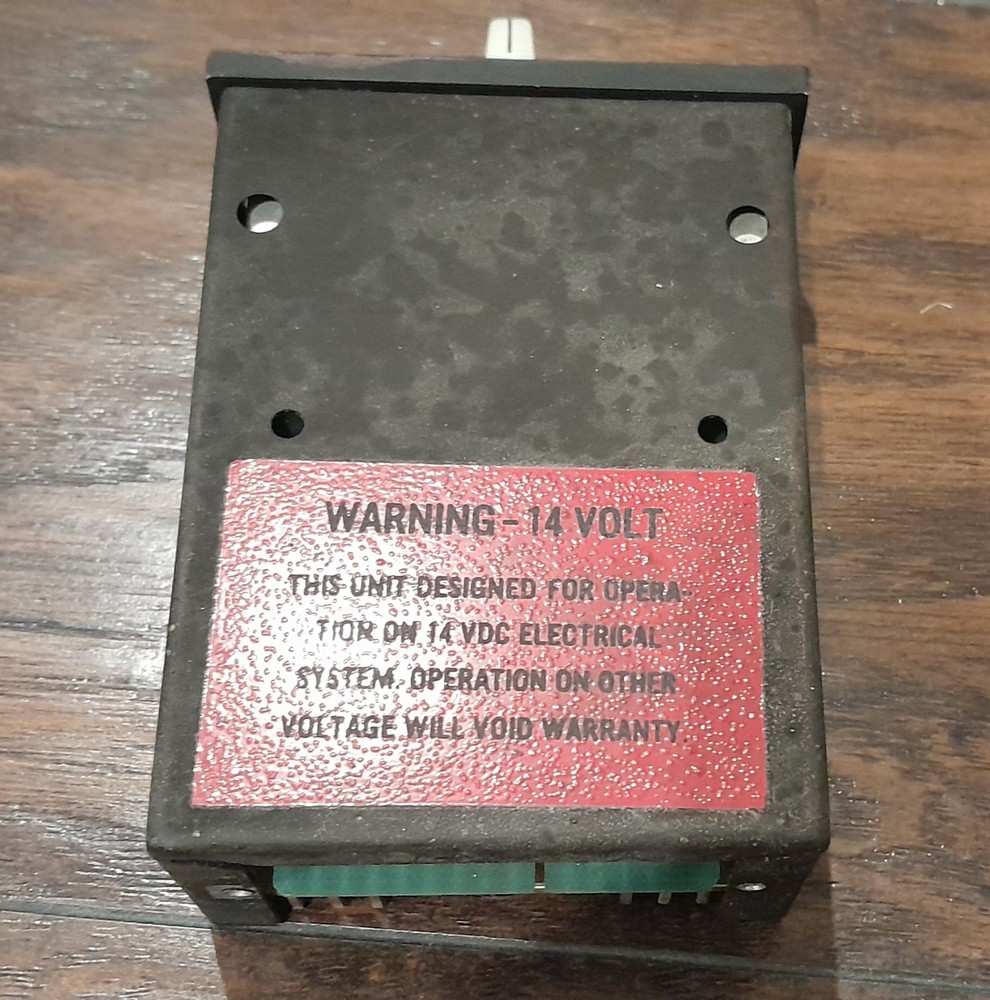 WARNING - 14 VOLT
THIS UNIT DESIGNED FOR OPERA-
TION ON 14 VDC ELECTRICAL
SYSTEM. OPERATION ON OTHER
VOLTAGE WILL VOID WARRANTY